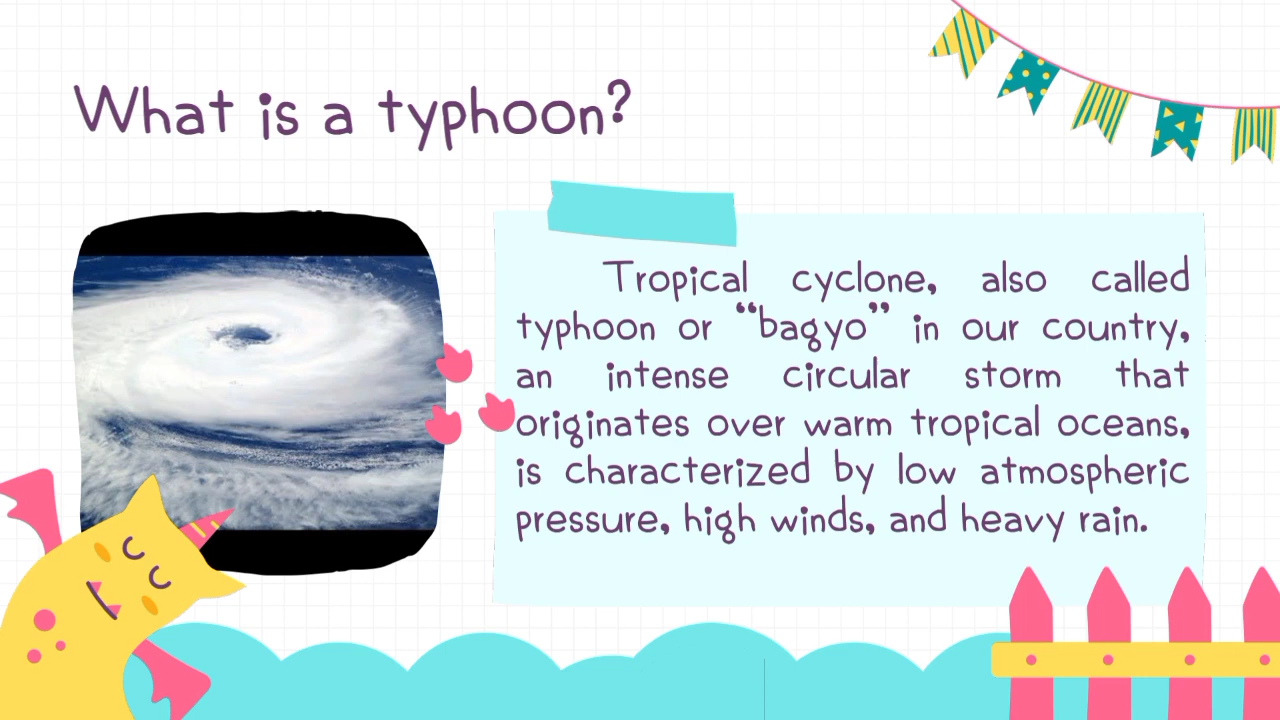 What is a typhoon?
Tropical cyclone, also called
typhoon or “bagyo” in our country,
an intense circular storm that
originates over warm tropical oceans,
is characterized by low atmospheric
pressure, high winds, and heavy rain.